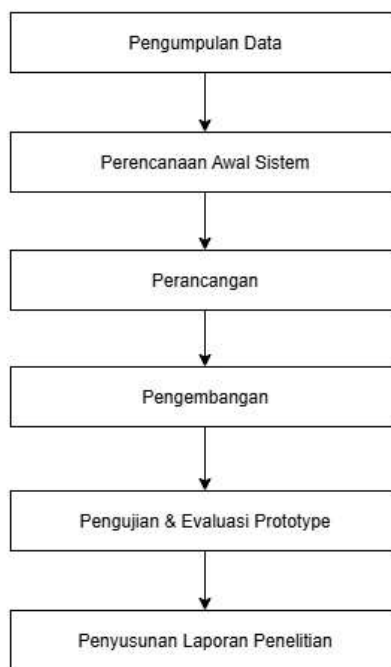 Pengumpulan Data
Perencanaan Awal Sistem
Perancangan
Pengembangan
Pengujian & Evaluasi Prototype
Penyusunan Laporan Penelitian